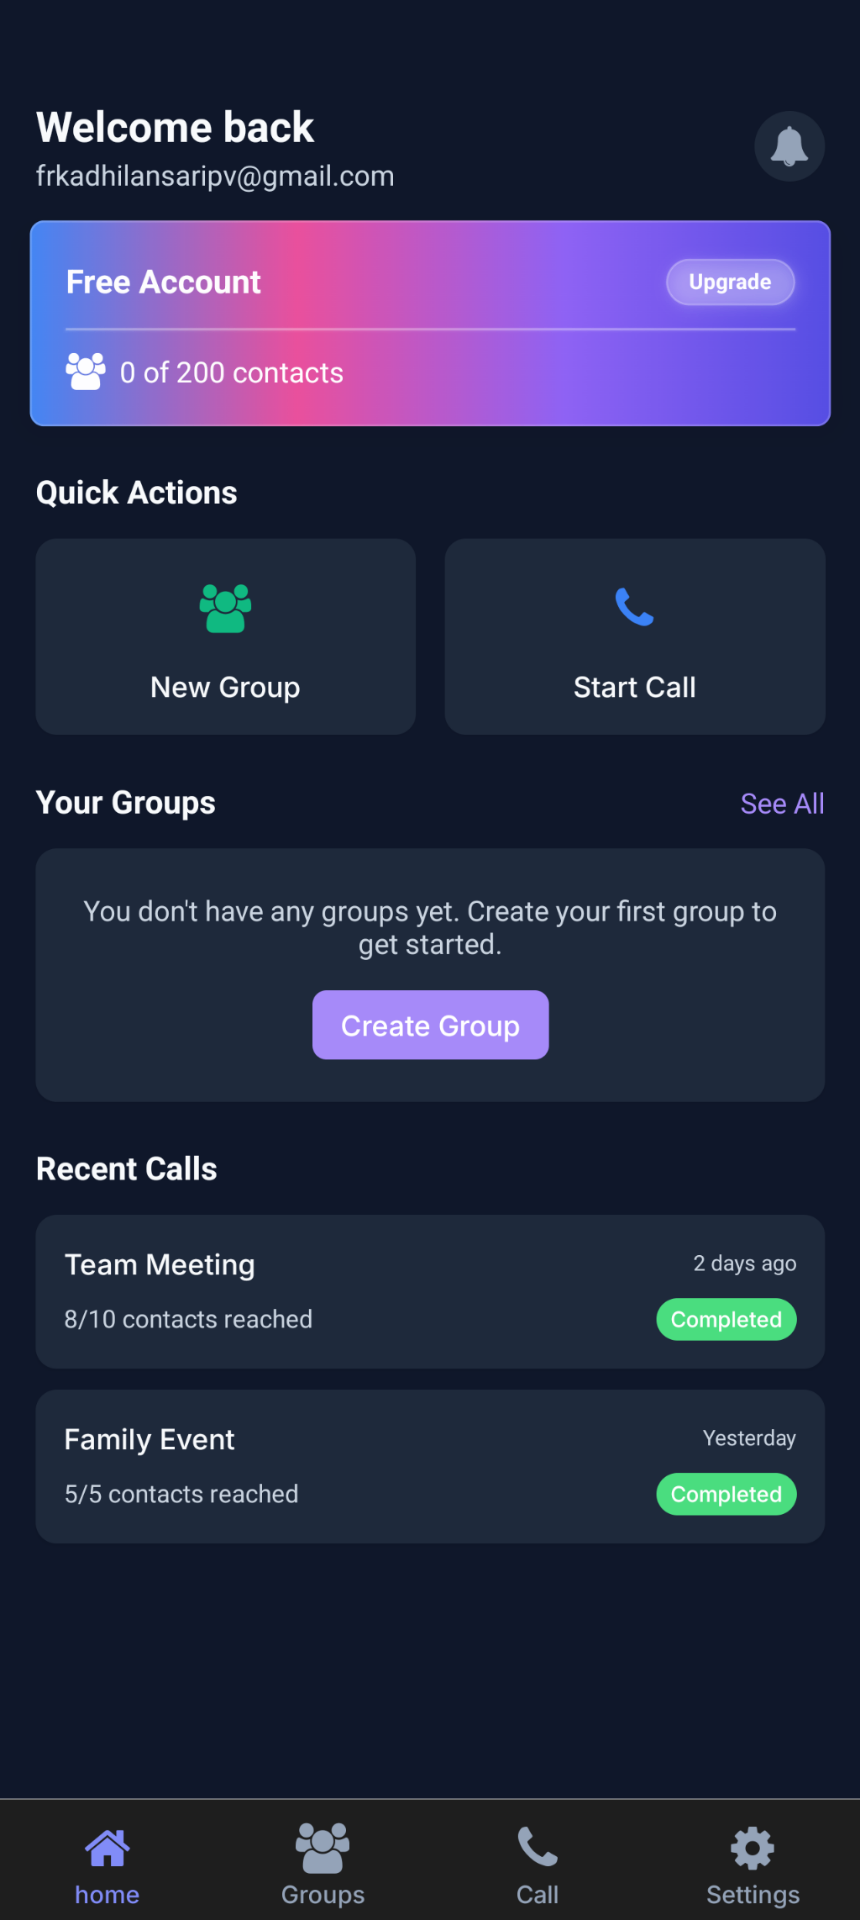 Welcome back
frkadhilansaripv@gmail.com
Free Account
Upgrade
0 of 200 contacts
Quick Actions
New Group
Start Call
Your Groups
See All
You don't have any groups yet. Create your first group to
get started.
Create Group
Recent Calls
Team Meeting
2 days ago
8/10 contacts reached
Completed
Family Event
Yesterday
5/5 contacts reached
Completed
home
Groups
Call
Settings